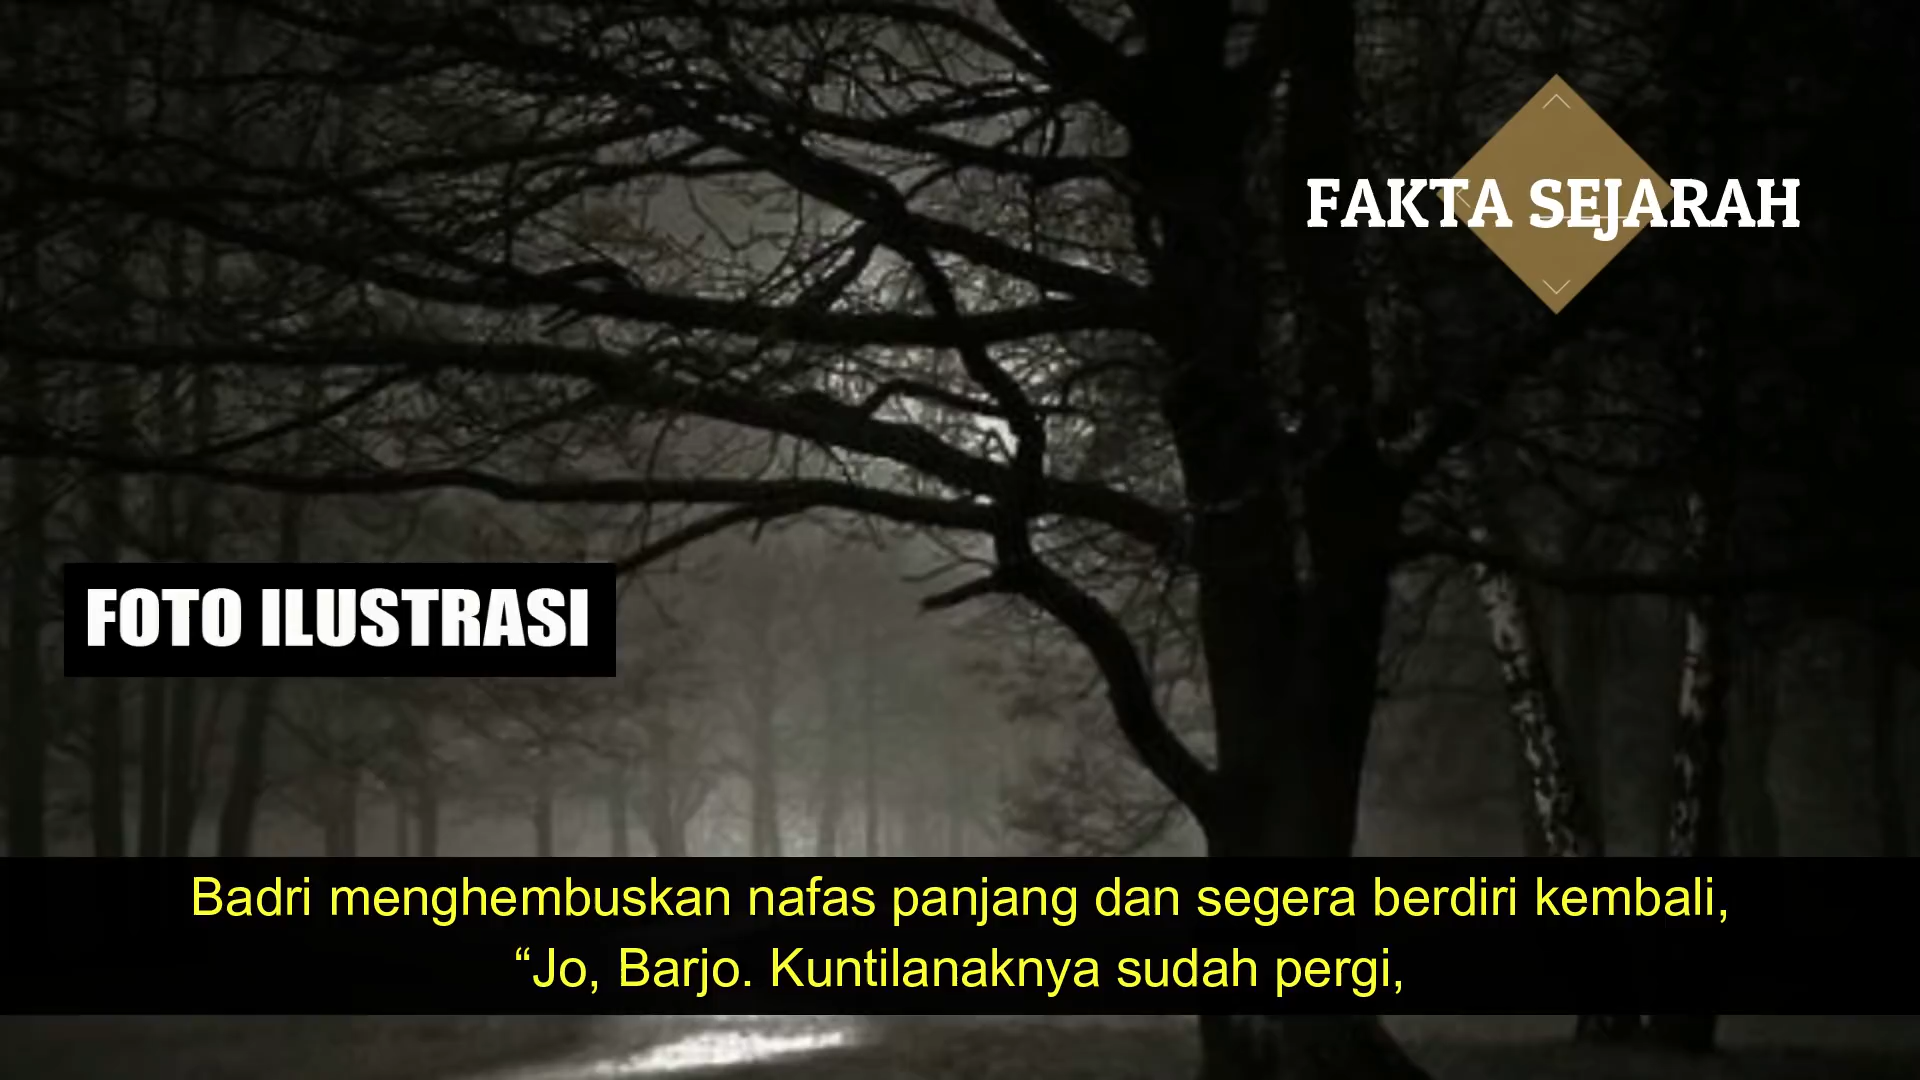 FAKTA SEJARAH
FOTO ILUSTRASI
Badri menghembuskan nafas panjang dan segera berdiri kembali,
“Jo, Barjo. Kuntilanaknya sudah pergi,